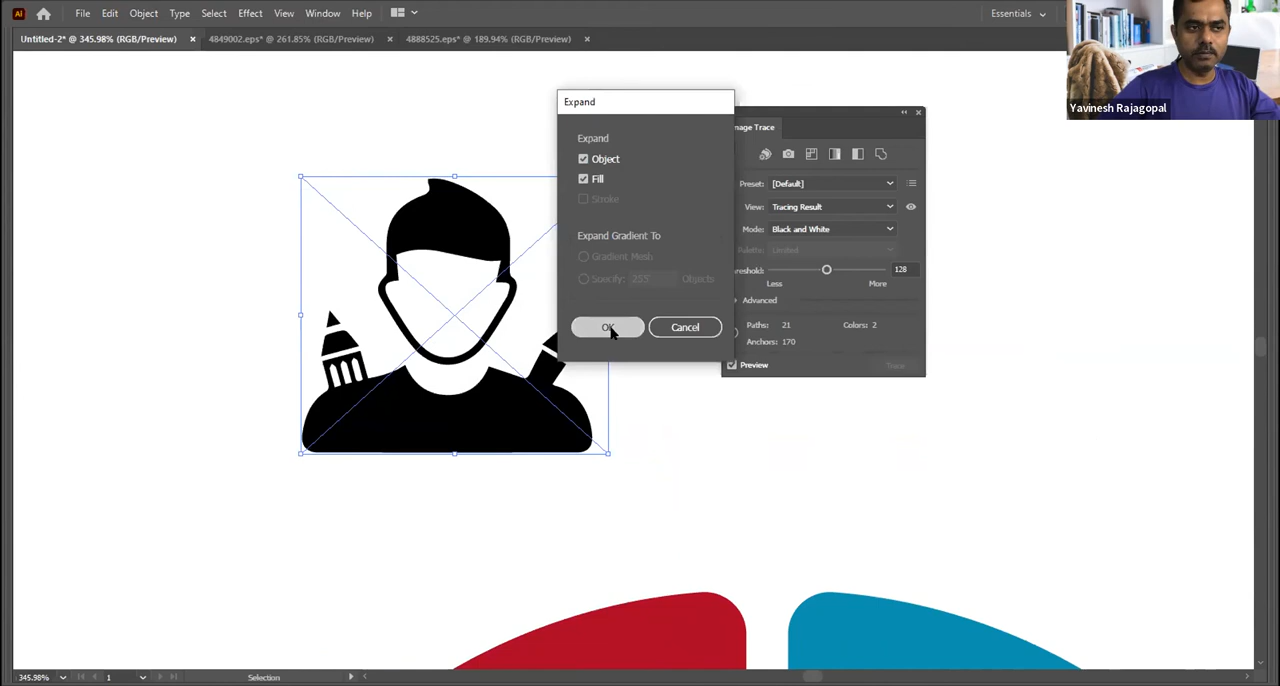 Ai File Edit Object Type Select Effect View Window Help Essentials
Untitled-2* @ 345.98% (RGB/Preview) × 4849002.eps* @ 261.85% (RGB/Preview) × 4888525.eps* @ 189.94% (RGB/Preview) ×
Yavinesh Rajagopal
Expand
Expand
Object
Fill
Stroke
Expand Gradient To
Gradient Mesh
Specify: 255 Objects
OK Cancel
mage Trace
Preset: [Default]
View: Tracing Result
Mode: Black and White
Palette: Limited
reshold: 128
Less More
Advanced
Paths: 21 Colors: 2
Anchors: 170
Preview Trace
345.98% 1 Selection